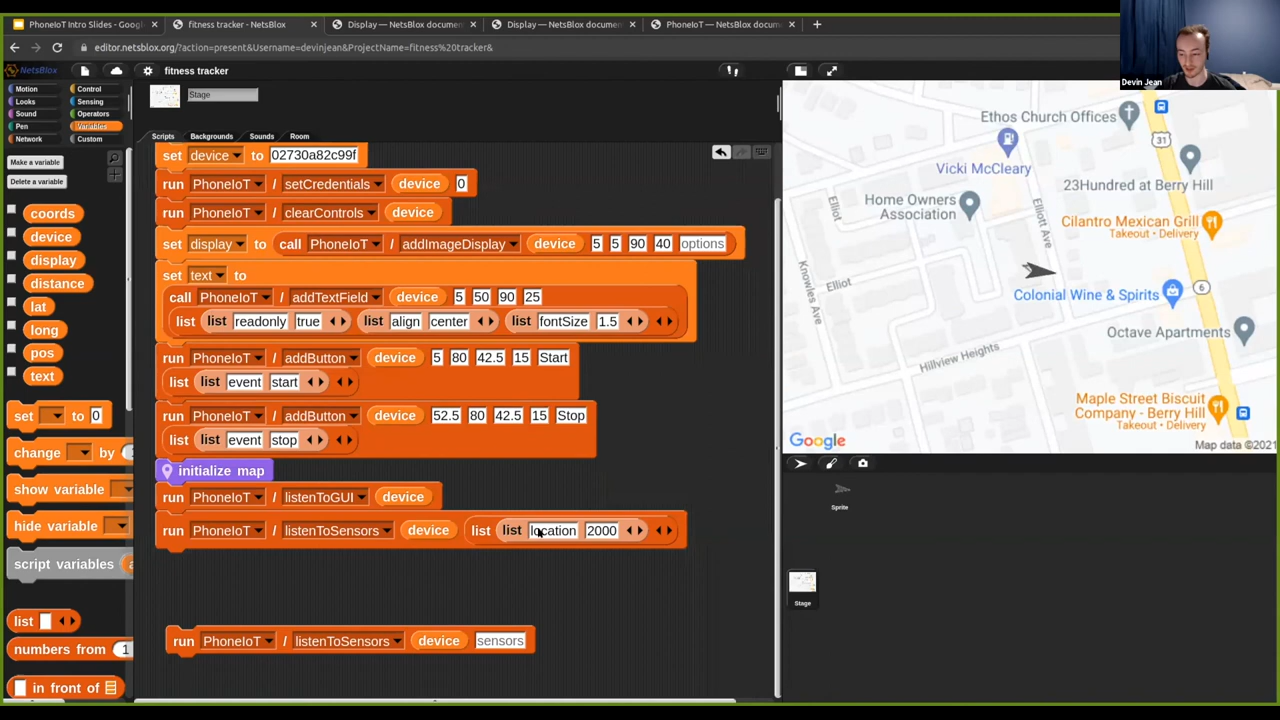 PhoneIoT Intro Slides - Google
fitness tracker - NetsBlox
Display — NetsBlox document
Display — NetsBlox documen
PhoneIoT — NetsBlox docume
editor.netsblox.org/?action=present&Username=devinjean&ProjectName=fitness%20tracker&
Devin Jean
NetsBlox
fitness tracker
Motion
Control
Looks
Sensing
Sound
Operators
Pen
Variables
Network
Custom
Stage
Scripts
Backgrounds
Sounds
Room
Make a variable
Delete a variable
coords
device
display
distance
lat
long
pos
text
set to 0
change by
show variable
hide variable
script variables
list
numbers from 1
in front of
set device to 02730a82c99f
run PhoneIoT / setCredentials device 0
run PhoneIoT / clearControls device
set display to call PhoneIoT / addImageDisplay device 5 5 90 40 options
set text to
call PhoneIoT / addTextField device 5 50 90 25
list list readonly true list align center list fontSize 1.5
run PhoneIoT / addButton device 5 80 42.5 15 Start
list list event start
run PhoneIoT / addButton device 52.5 80 42.5 15 Stop
list list event stop
initialize map
run PhoneIoT / listenToGUI device
run PhoneIoT / listenToSensors device list list location 2000
run PhoneIoT / listenToSensors device sensors
Ethos Church Offices
31
Vicki McCleary
23Hundred at Berry Hill
Home Owners
Association
Elliot
Elliott Ave
Cilantro Mexican Grill
Takeout • Delivery
Knowles Ave
Elliot
6
Colonial Wine & Spirits
Octave Apartments
Hillview Heights
Maple Street Biscuit
Company - Berry Hill
Takeout • Delivery
Google
Map data ©2021
Sprite
Stage